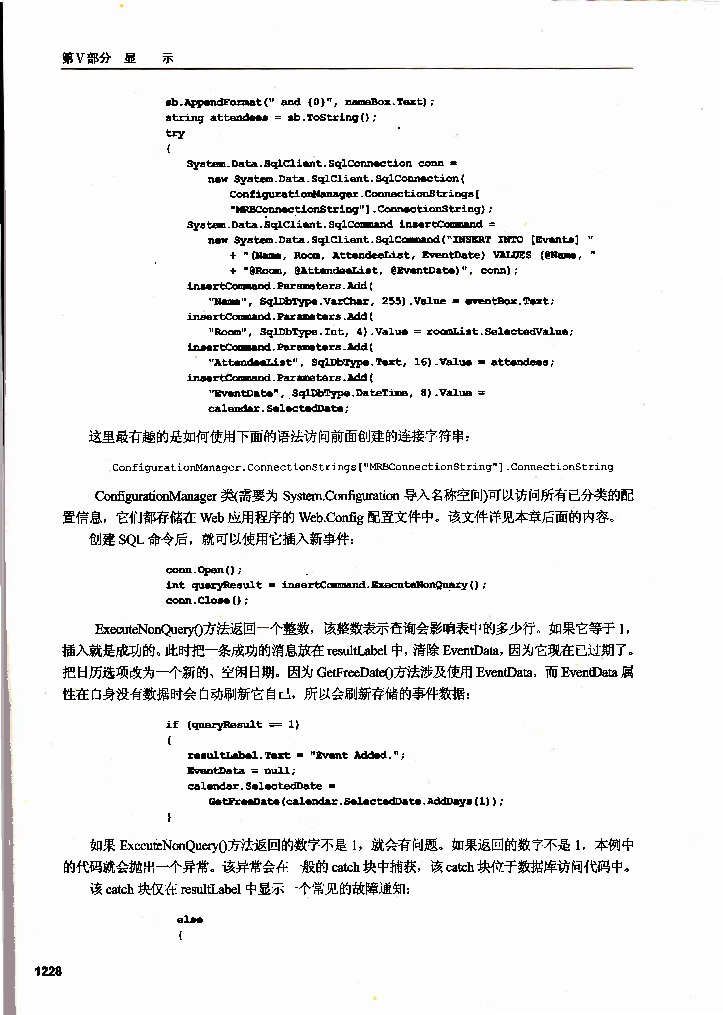 第V部分 显 示
sb.AppendFormat(" and {0}", nameBox.Text);
string attendees = sb.ToString();
try
{
System.Data.SqlClient.SqlConnection conn =
new System.Data.SqlClient.SqlConnection(
ConfigurationManager.ConnectionStrings[
"MRBConnectionString"].ConnectionString);
System.Data.SqlClient.SqlCommand insertCommand =
new System.Data.SqlClient.SqlCommand("INSERT INTO [Events] "
+ "(Name, Room, AttendeeList, EventDate) VALUES (@Name, "
+ "@Room, @AttendeeList, @EventDate)", conn);
insertCommand.Parameters.Add(
"Name", SqlDbType.VarChar, 255).Value = eventBox.Text;
insertCommand.Parameters.Add(
"Room", SqlDbType.Int, 4).Value = roomList.SelectedValue;
insertCommand.Parameters.Add(
"AttendeeList", SqlDbType.Text, 16).Value = attendees;
insertCommand.Parameters.Add(
"EventDate", SqlDbType.DateTime, 8).Value =
calendar.SelectedDate;
这里最有趣的是如何使用下面的语法访问前面创建的连接字符串：
ConfigurationManager.ConnectionStrings["MRBConnectionString"].ConnectionString
ConfigurationManager 类(需要为 System.Configuration 导入名称空间)可以访问所有已分类的配
置信息，它们都存储在 Web 应用程序的 Web.Config 配置文件中。该文件详见本章后面的内容。
创建 SQL 命令后，就可以使用它插入新事件：
conn.Open();
int queryResult = insertCommand.ExecuteNonQuery();
conn.Close();
ExecuteNonQuery()方法返回一个整数，该整数表示查询会影响表中的多少行。如果它等于 1，
插入就是成功的。此时把一条成功的消息放在 resultLabel 中，清除 EventData，因为它现在已过期了。
把日历选项改为一个新的、空闲日期。因为 GetFreeDate()方法涉及使用 EventData，而 EventData 属
性在自身没有数据时会自动刷新它自己，所以会刷新存储的事件数据：
if (queryResult == 1)
{
resultLabel.Text = "Event Added.";
EventData = null;
calendar.SelectedDate =
GetFreeDate(calendar.SelectedDate.AddDays(1));
}
如果 ExecuteNonQuery()方法返回的数字不是 1，就会有问题。如果返回的数字不是 1，本例中
的代码就会抛出一个异常。该异常会在一般的 catch 块中捕获，该 catch 块位于数据库访问代码中。
该 catch 块仅在 resultLabel 中显示一个常见的故障通知：
else
{
1228